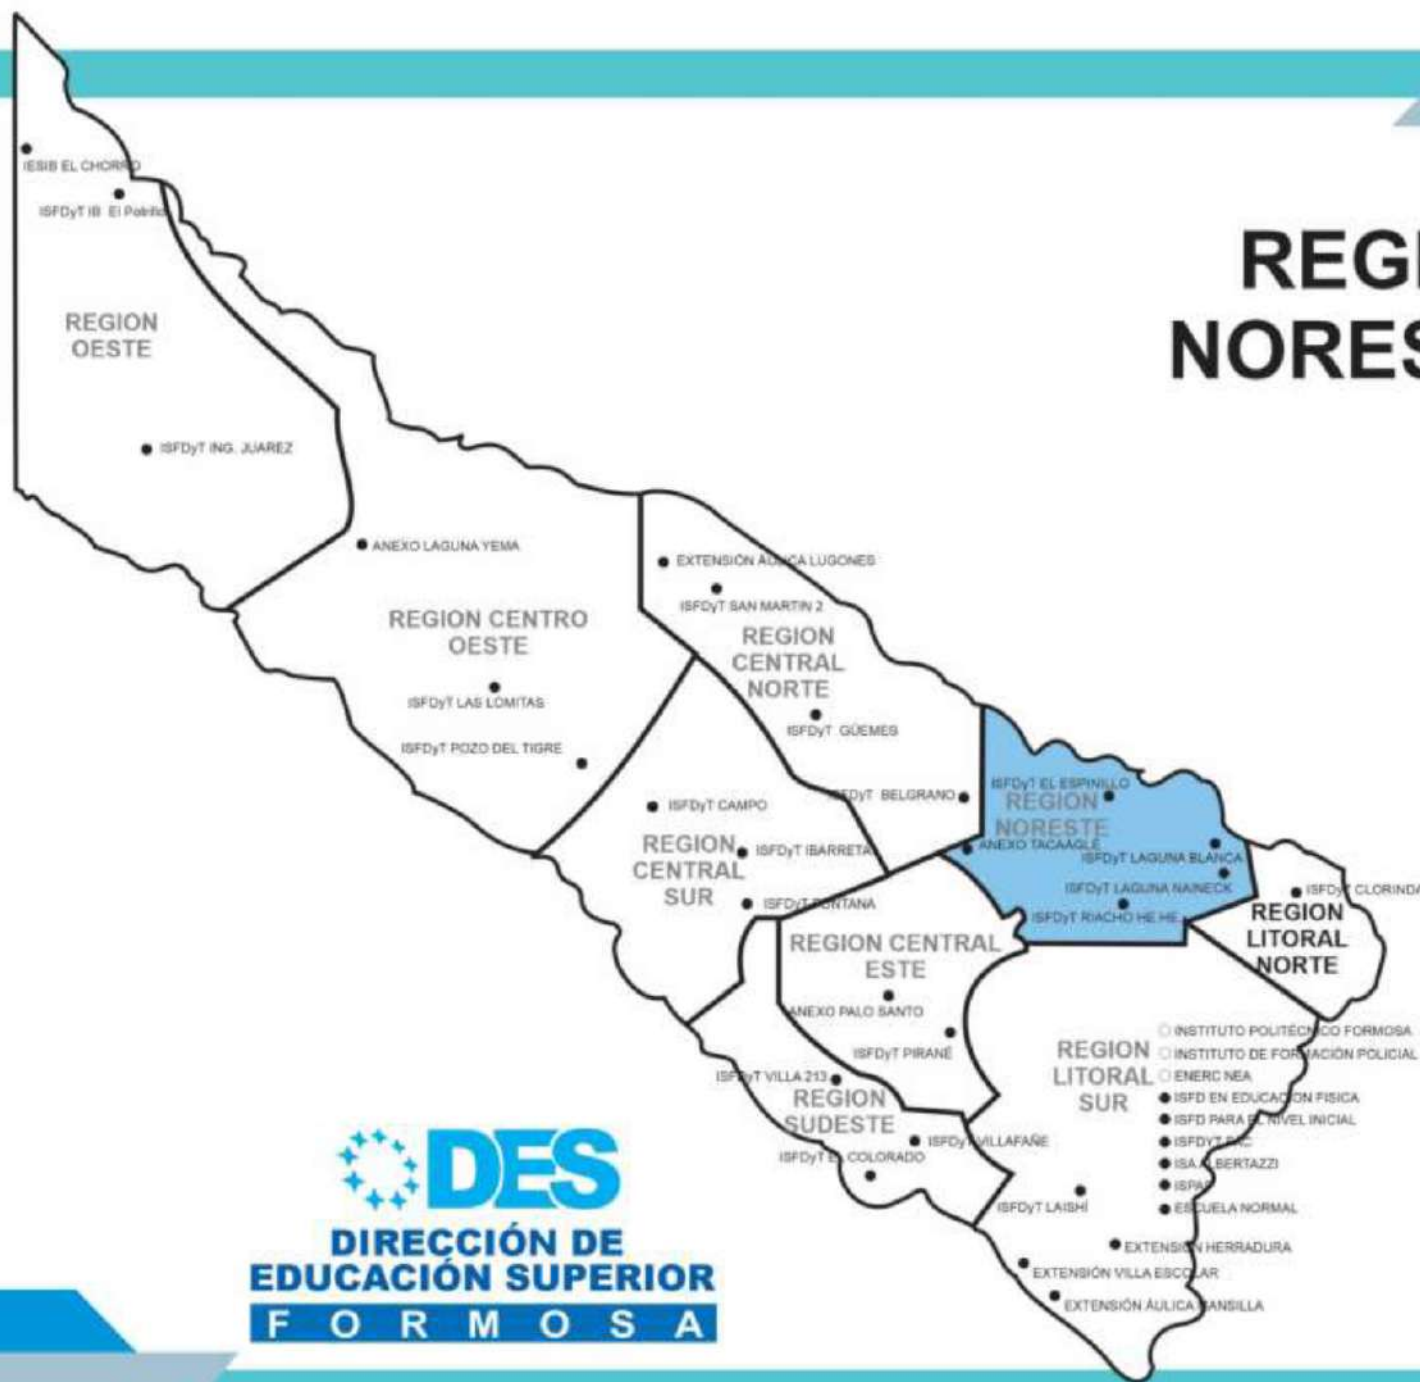 REGI
NORES
IESIB EL CHORRO
ISFDyT IB El Potrillo
REGION
OESTE
ISFDyT ING. JUAREZ
ANEXO LAGUNA YEMA
REGION CENTRO
OESTE
ISFDyT LAS LOMITAS
ISFDyT POZO DEL TIGRE
EXTENSIÓN ÁULICA LUGONES
ISFDyT SAN MARTIN 2
REGION
CENTRAL
NORTE
ISFDyT GÜEMES
ISFDyT BELGRANO
ISFDyT CAMPO
REGION
CENTRAL
SUR
ISFDyT IBARRETA
ISFDyT FONTANA
ISFDyT EL ESPINILLO
REGION
NORESTE
ANEXO TACAAGLÉ
ISFDyT LAGUNA BLANCA
ISFDyT LAGUNA NAINECK
ISFDyT RIACHO HE HE
ISFDyT CLORINDA
REGION
LITORAL
NORTE
REGION CENTRAL
ESTE
ANEXO PALO SANTO
ISFDyT PIRANÉ
ISFDyT VILLA 213
REGION
SUDESTE
ISFDyT VILLAFAÑE
ISFDyT EL COLORADO
REGION
LITORAL
SUR
INSTITUTO POLITÉCNICO FORMOSA
INSTITUTO DE FORMACIÓN POLICIAL
ENERC NEA
ISFD EN EDUCACIÓN FISICA
ISFD PARA EL NIVEL INICIAL
ISFDYT PAC
ISA ALBERTAZZI
ISPAF
ESCUELA NORMAL
ISFDyT LAISHÍ
EXTENSIÓN HERRADURA
EXTENSIÓN VILLA ESCOLAR
EXTENSIÓN ÁULICA MANSILLA
DES
DIRECCIÓN DE
EDUCACIÓN SUPERIOR
FORMOSA